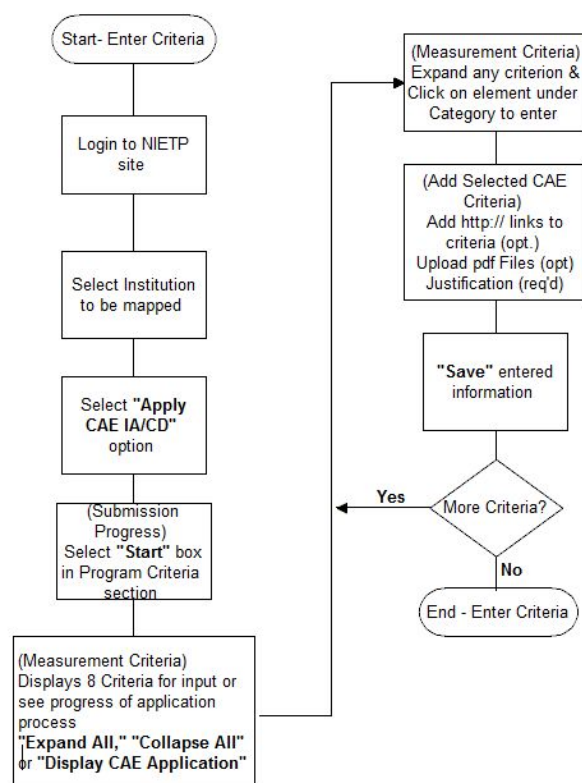 Start- Enter Criteria
Login to NIETP
site
Select Institution
to be mapped
Select "Apply
CAE IA/CD"
option
(Submission
Progress)
Select "Start" box
in Program Criteria
section
(Measurement Criteria)
Displays 8 Criteria for input or
see progress of application
process
"Expand All," "Collapse All"
or "Display CAE Application"
(Measurement Criteria)
Expand any criterion &
Click on element under
Category to enter
(Add Selected CAE
Criteria)
Add http:// links to
criteria (opt.)
Upload pdf Files (opt)
Justification (req'd)
"Save" entered
information
More Criteria?
Yes
No
End - Enter Criteria